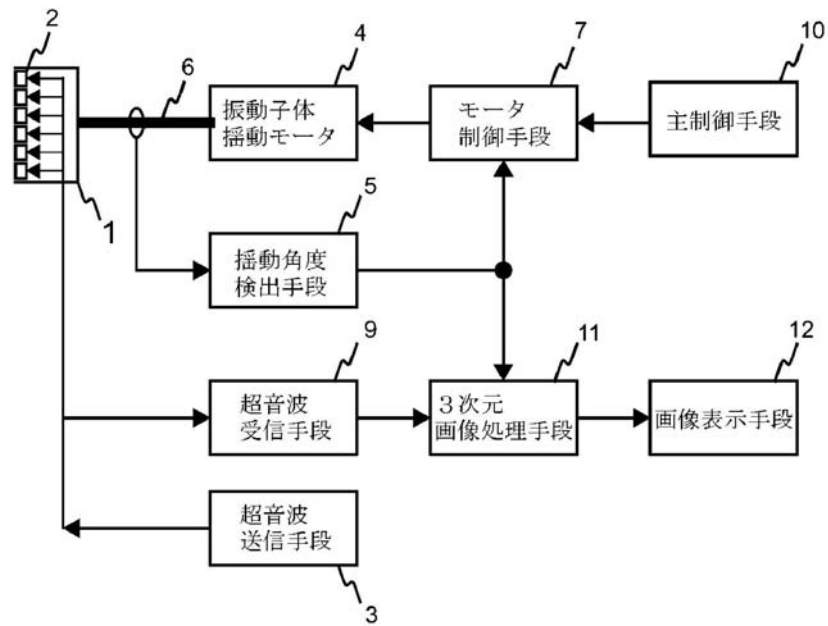 2
4
7
10
6
振動子体
揺動モータ
モータ
制御手段
主制御手段
1
5
揺動角度
検出手段
9
11
12
超音波
受信手段
3次元
画像処理手段
画像表示手段
超音波
送信手段
3